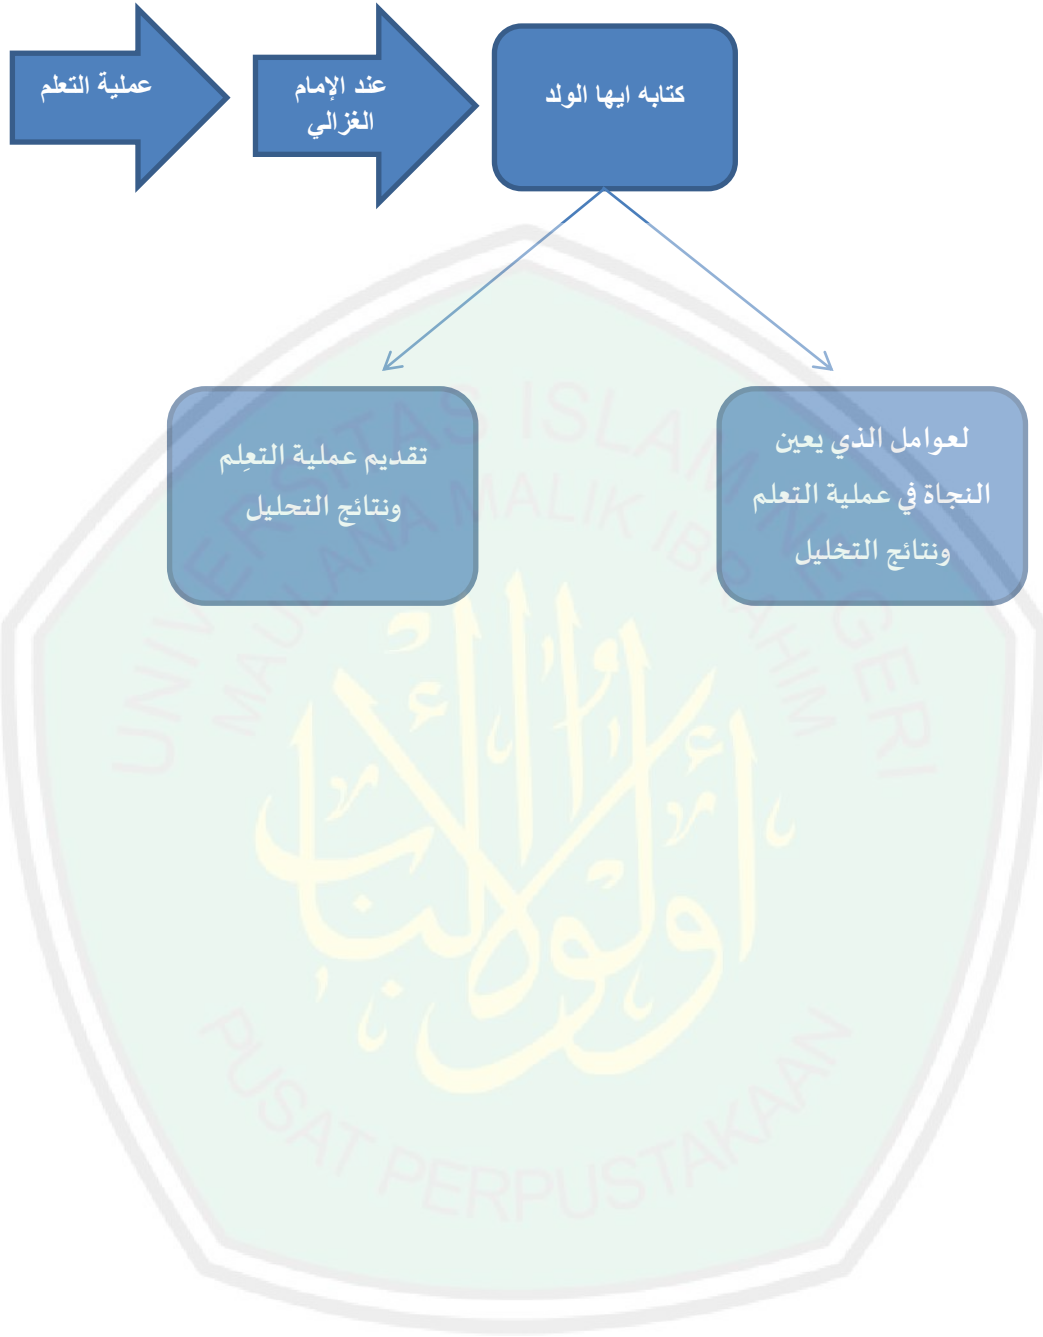 عملية التعلم
عند الإمام
الغزالي
كتابه ايها الولد
لعوامل الذي يعين
النجاة في عملية التعلم
ونتائج التخليل
تقديم عملية التعلِم
ونتائج التحليل
UNIVERSITAS ISLAM NEGERI
MAULANA MALIK IBRAHIM
أولوا الألباب
PUSAT PERPUSTAKAAN